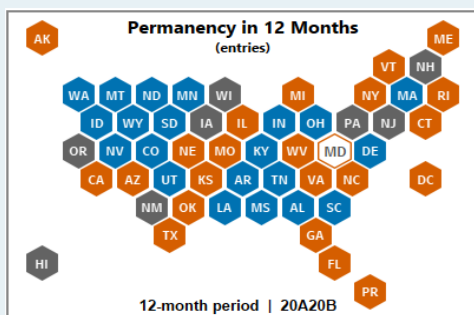 Permanency in 12 Months
(entries)
AK ME
VT NH
WA MT ND MN WI MI NY MA RI
ID WY SD IA IL IN OH PA NJ CT
OR NV CO NE MO KY WV MD DE
CA AZ UT KS AR TN VA NC DC
NM OK LA MS AL SC
TX GA
HI FL
PR
12-month period | 20A20B